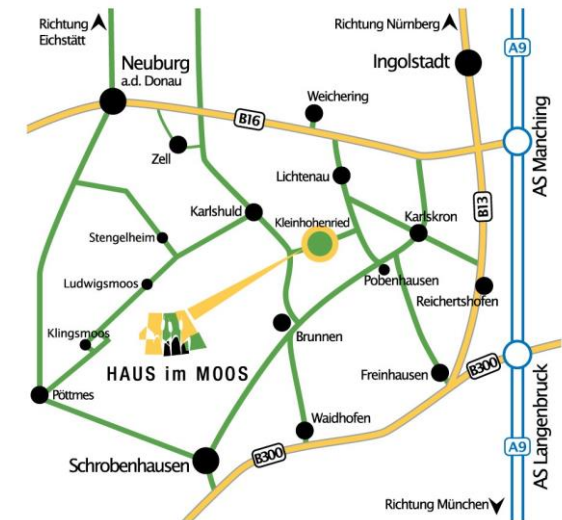 Richtung
Eichstätt
Richtung Nürnberg
A9
Neuburg
a.d. Donau
Ingolstadt
Weichering
B16
AS Manching
Zell
Lichtenau
B13
Karlshuld
Kleinhohenried
Karlskron
Stengelheim
Pobenhausen
Ludwigsmoos
Reichertshofen
Klingsmoos
Brunnen
HAUS im MOOS
Freinhausen
B300
AS Langenbruck
Pöttmes
Waidhofen
Schrobenhausen
B300
A9
Richtung München